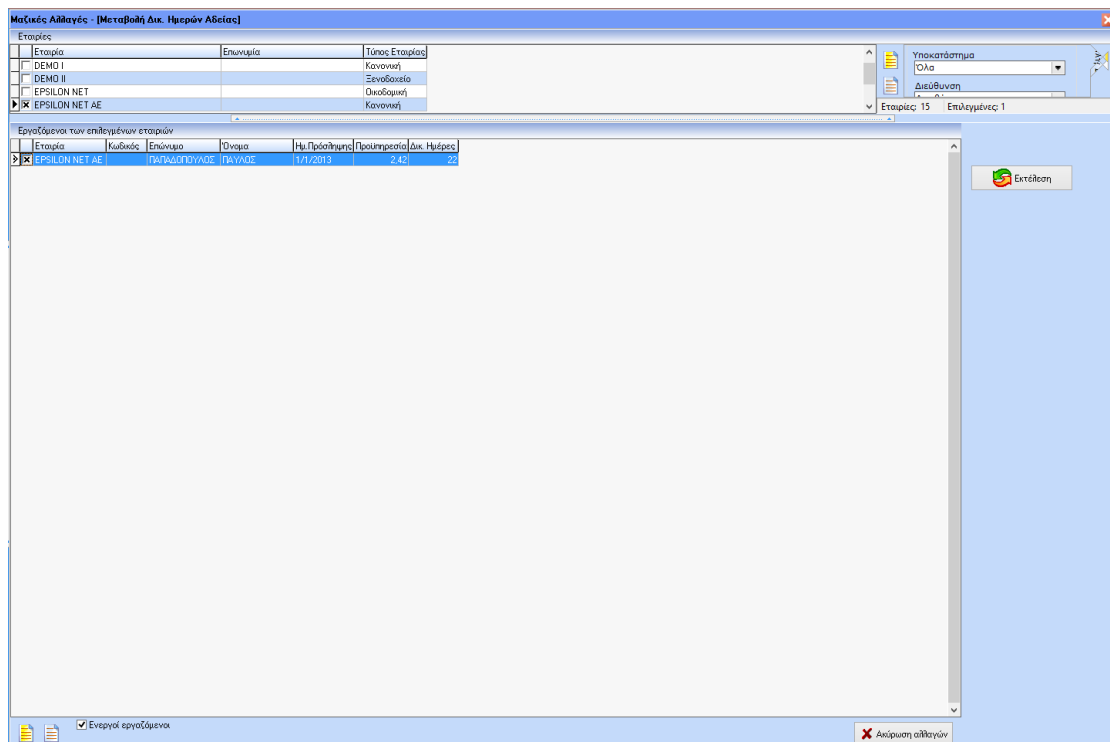 Μαζικές Αλλαγές - [Μεταβολή Δικ. Ημερών Αδείας]
Εταιρίες
Εταιρία Επωνυμία Τύπος Εταιρίας
DEMO I Κανονική
DEMO II Ξενοδοχείο
EPSILON NET Οικοδομική
EPSILON NET AE Κανονική
Υποκατάστημα
Όλα
Διεύθυνση
Εταιρίες: 15 Επιλεγμένες: 1
Εργαζόμενοι των επιλεγμένων εταιριών
Εταιρία Κωδικός Επώνυμο Όνομα Ημ.Πρόσληψης Προϋπηρεσία Δικ. Ημέρες
EPSILON NET AE ΠΑΠΑΔΟΠΟΥΛΟΣ ΠΑΥΛΟΣ 1/1/2013 2,42 22
Εκτέλεση
Ενεργοί εργαζόμενοι
Ακύρωση αλλαγών